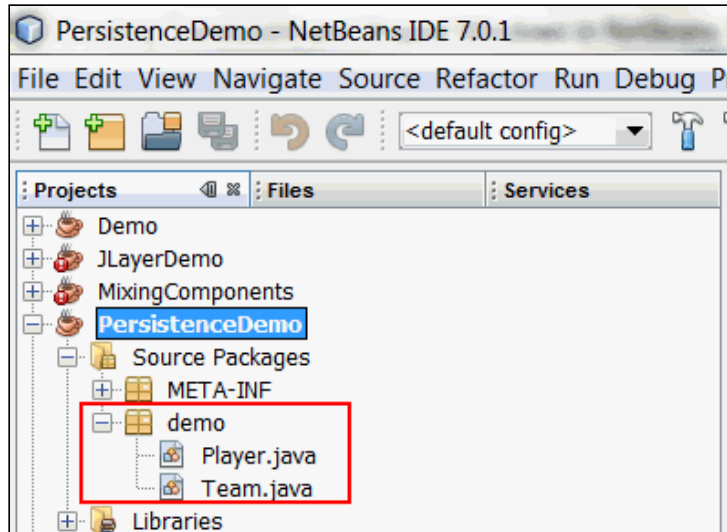 PersistenceDemo - NetBeans IDE 7.0.1
File Edit View Navigate Source Refactor Run Debug P
<default config>
Projects Files Services
Demo
JLayerDemo
MixingComponents
PersistenceDemo
Source Packages
META-INF
demo
Player.java
Team.java
Libraries